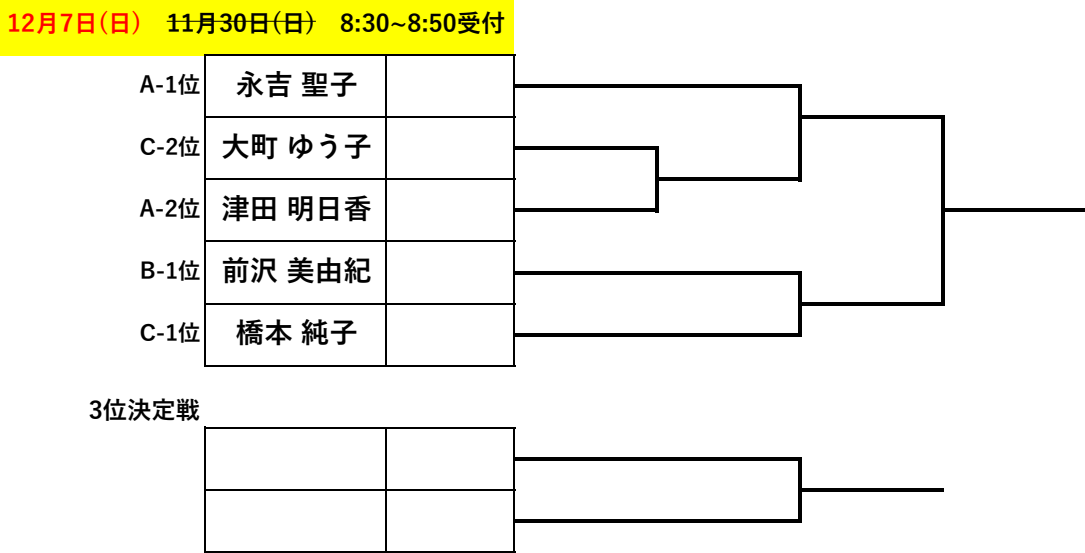 12月7日(日) 11月30日(日) 8:30~8:50受付
A-1位 永吉 聖子
C-2位 大町 ゆう子
A-2位 津田 明日香
B-1位 前沢 美由紀
C-1位 橋本 純子
3位決定戦